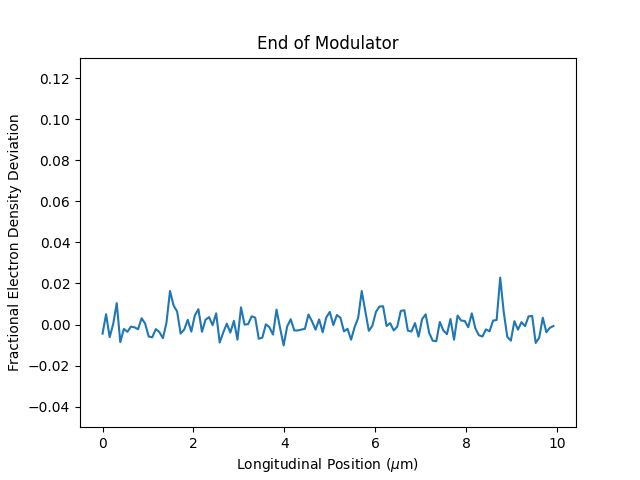 End of Modulator
Fractional Electron Density Deviation
0.12
0.10
0.08
0.06
0.04
0.02
0.00
−0.02
−0.04
0 2 4 6 8 10
Longitudinal Position (μm)